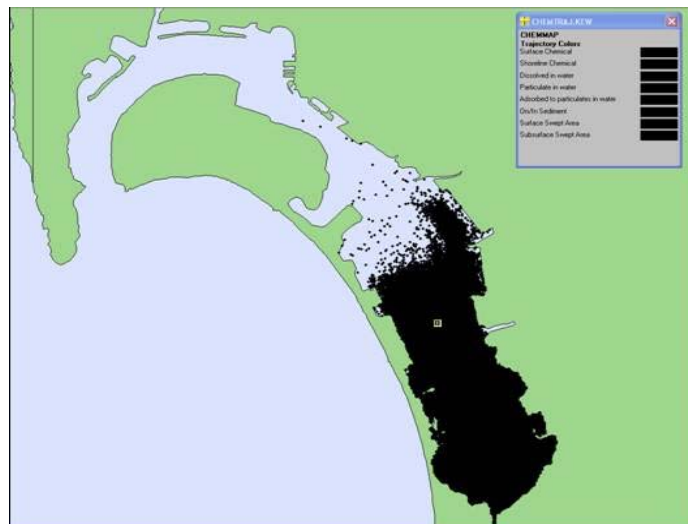 CHEMTRAJ.KEW
CHEMMAP
Trajectory Colors
Surface Chemical
Shoreline Chemical
Dissolved in water
Particulate in water
Adsorbed to particulates in water
On/In Sediment
Surface Swept Area
Subsurface Swept Area